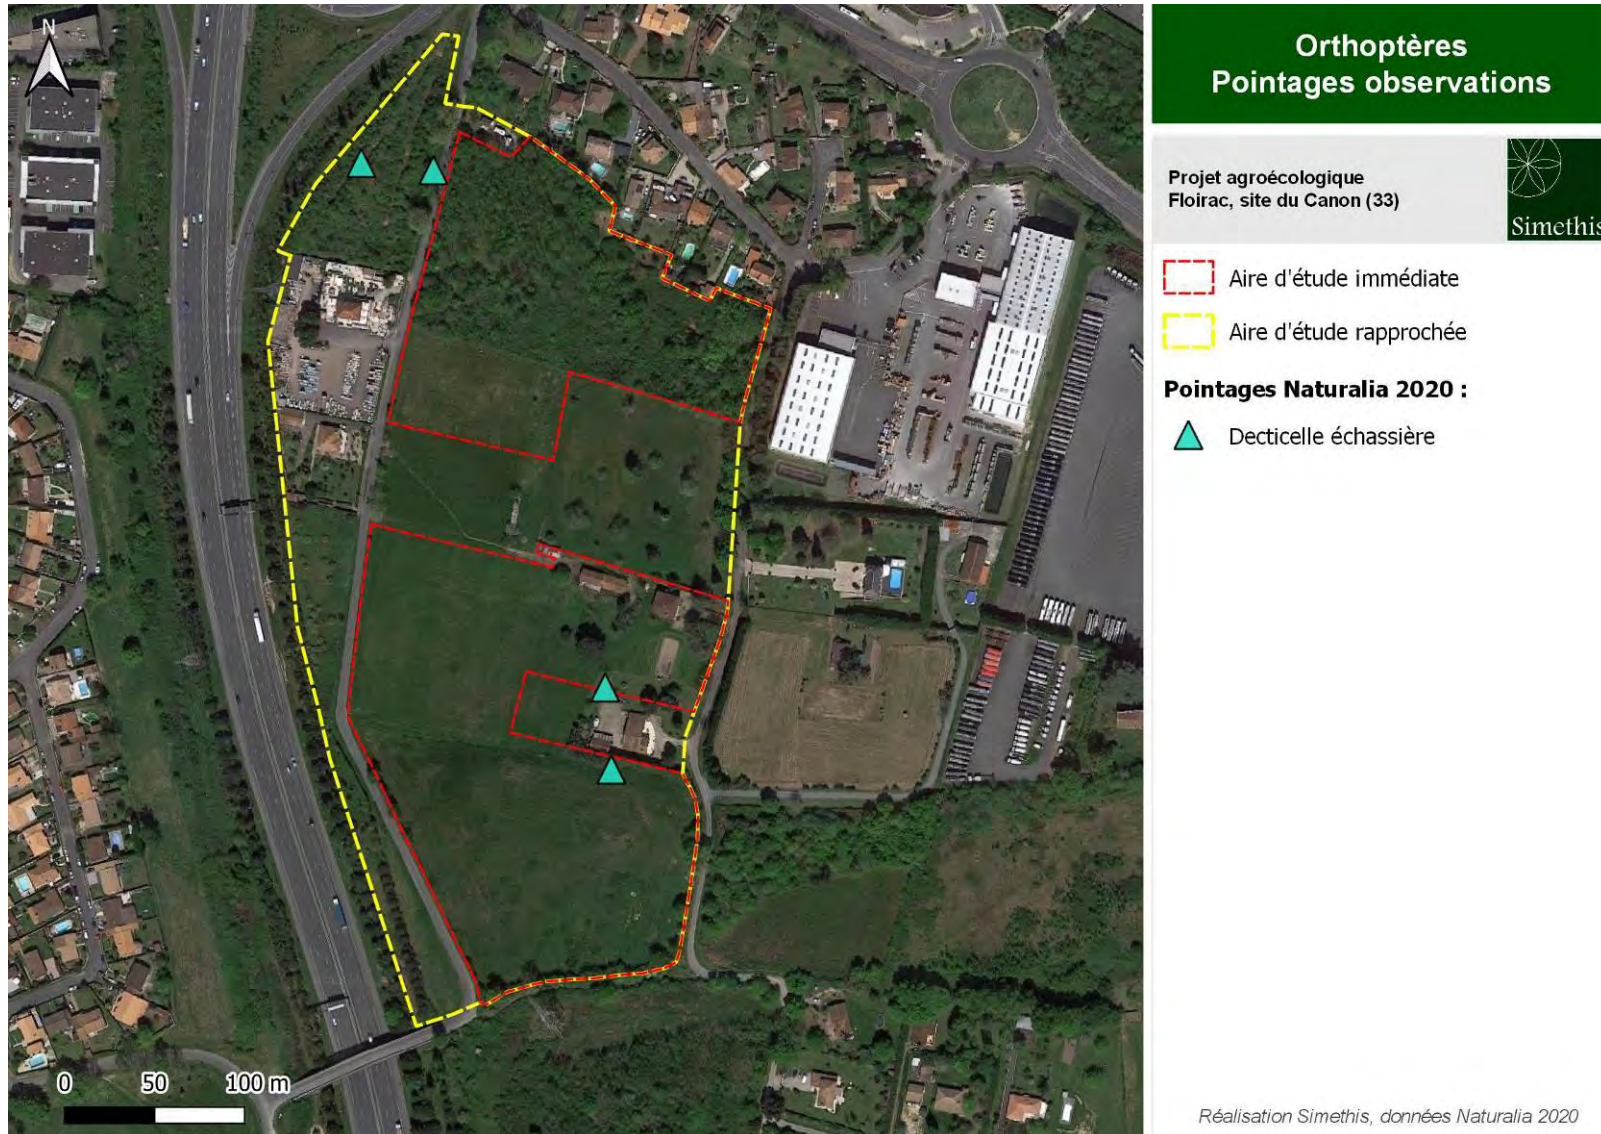 N
Orthoptères
Pointages observations
Projet agroécologique
Floirac, site du Canon (33)
Simethis
Aire d'étude immédiate
Aire d'étude rapprochée
Pointages Naturalia 2020 :
Decticelle échassière
0 50 100 m
Réalisation Simethis, données Naturalia 2020